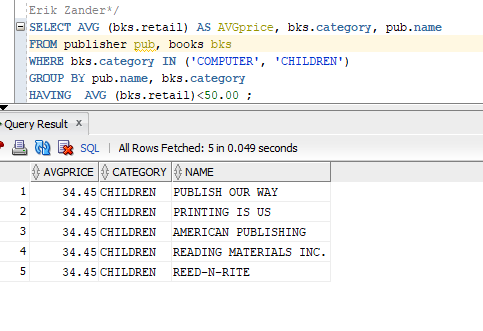 Erik Zander*/
SELECT AVG (bks.retail) AS AVGprice, bks.category, pub.name
FROM publisher pub, books bks
WHERE bks.category IN ('COMPUTER', 'CHILDREN')
GROUP BY pub.name, bks.category
HAVING  AVG (bks.retail)<50.00 ;
Query Result x
SQL | All Rows Fetched: 5 in 0.049 seconds
AVGPRICE CATEGORY NAME
1 34.45 CHILDREN PUBLISH OUR WAY
2 34.45 CHILDREN PRINTING IS US
3 34.45 CHILDREN AMERICAN PUBLISHING
4 34.45 CHILDREN READING MATERIALS INC.
5 34.45 CHILDREN REED-N-RITE